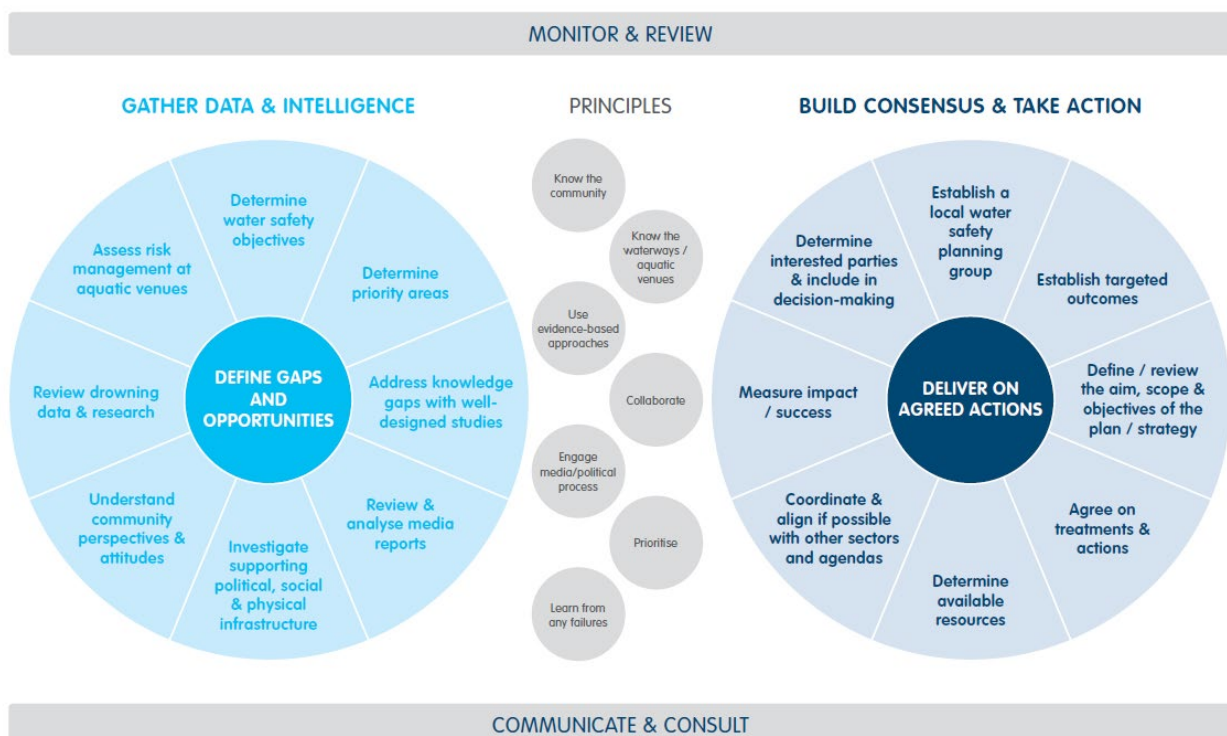 MONITOR & REVIEW
GATHER DATA & INTELLIGENCE
Determine
water safety
objectives
Determine
priority areas
Address knowledge
gaps with well-
designed studies
Review &
analyse media
reports
Investigate
supporting
political, social
& physical
infrastructure
Understand
community
perspectives &
attitudes
Review drowning
data & research
Assess risk
management at
aquatic venues
DEFINE GAPS
AND
OPPORTUNITIES
PRINCIPLES
Know the
community
Know the
waterways /
aquatic
venues
Use
evidence-based
approaches
Collaborate
Engage
media/political
process
Prioritise
Learn from
any failures
BUILD CONSENSUS & TAKE ACTION
Establish a
local water
safety
planning
group
Establish targeted
outcomes
Define / review
the aim, scope &
objectives of the
plan / strategy
Agree on
treatments &
actions
Determine
available
resources
Coordinate &
align if possible
with other sectors
and agendas
Measure impact
/ success
Determine
interested parties
& include in
decision-making
DELIVER ON
AGREED ACTIONS
COMMUNICATE & CONSULT